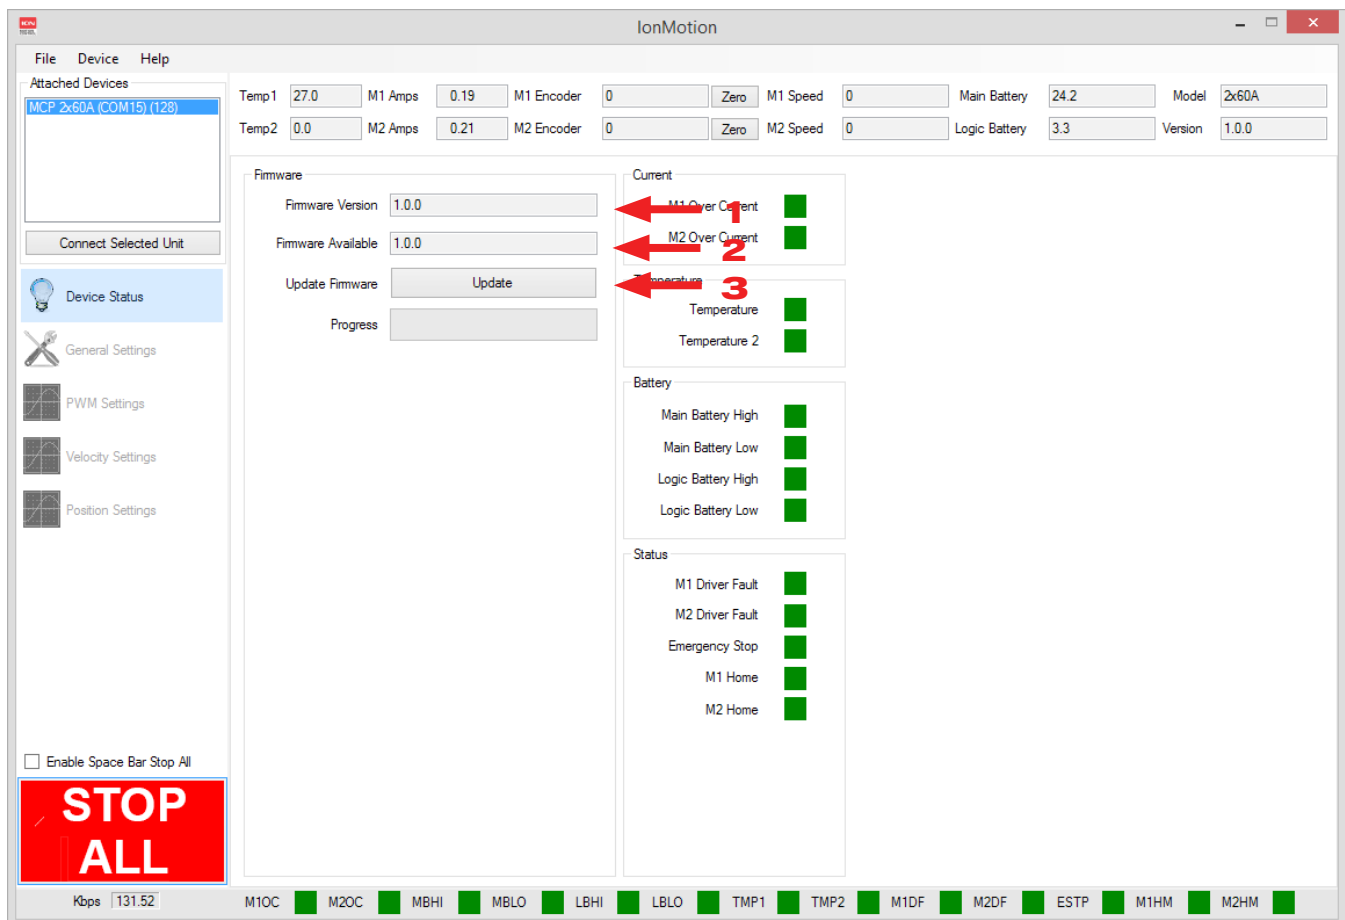 IonMotion
File Device Help
Attached Devices
MCP 2x60A (COM15) (128)
Connect Selected Unit
Temp1 27.0 M1 Amps 0.19 M1 Encoder 0 Zero M1 Speed 0 Main Battery 24.2 Model 2x60A
Temp2 0.0 M2 Amps 0.21 M2 Encoder 0 Zero M2 Speed 0 Logic Battery 3.3 Version 1.0.0
Device Status
General Settings
PWM Settings
Velocity Settings
Position Settings
Enable Space Bar Stop All
STOP
ALL
Firmware
Firmware Version 1.0.0
Firmware Available 1.0.0
Update Firmware Update
Progress
1
2
3
Current
M1 Over Current
M2 Over Current
Temperature
Temperature
Temperature 2
Battery
Main Battery High
Main Battery Low
Logic Battery High
Logic Battery Low
Status
M1 Driver Fault
M2 Driver Fault
Emergency Stop
M1 Home
M2 Home
Kbps 131.52 M1OC M2OC MBHI MBLO LBHI LBLO TMP1 TMP2 M1DF M2DF ESTP M1HM M2HM